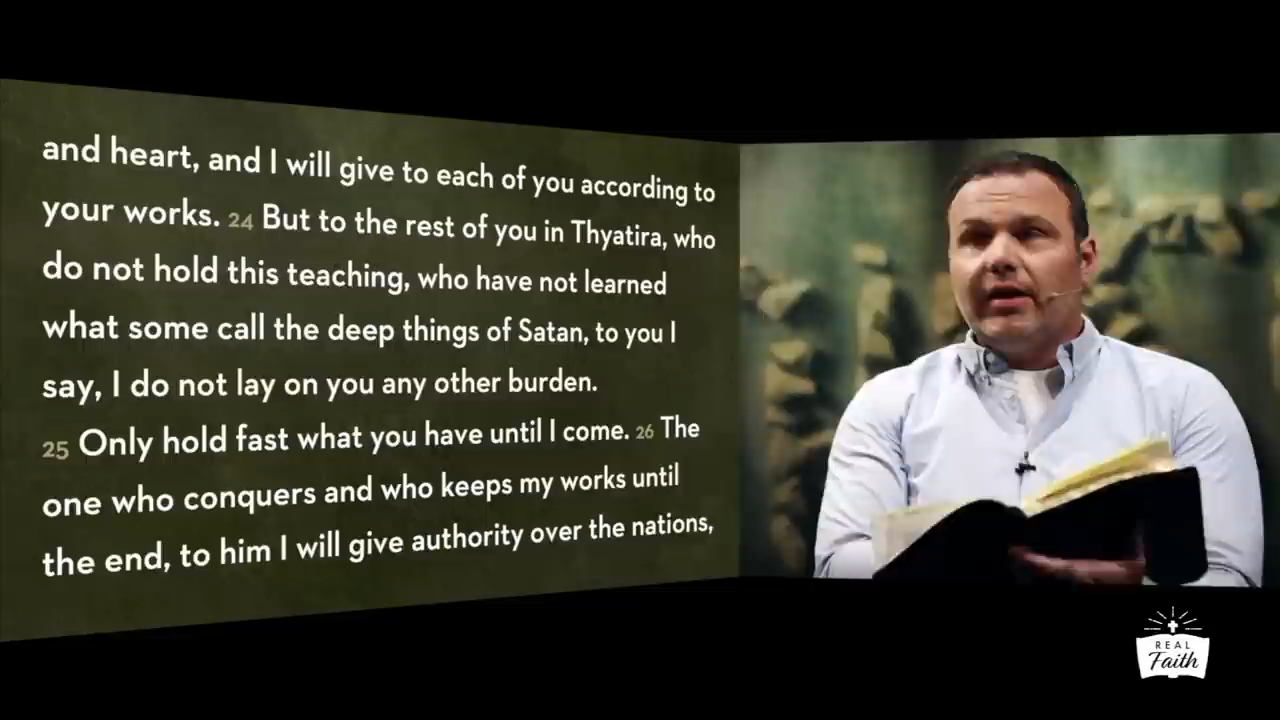 and heart, and I will give to each of you according to
your works. 24 But to the rest of you in Thyatira, who
do not hold this teaching, who have not learned
what some call the deep things of Satan, to you I
say, I do not lay on you any other burden.
25 Only hold fast what you have until I come. 26 The
one who conquers and who keeps my works until
the end, to him I will give authority over the nations,
REAL
Faith